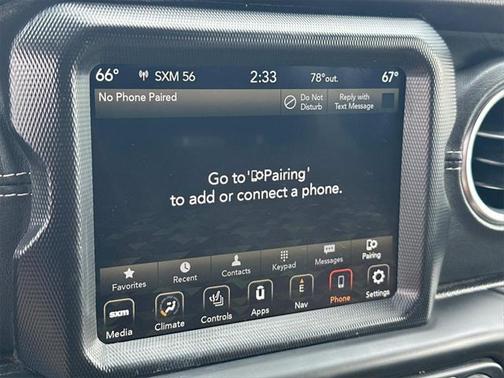 66° SXM 56 2:33 78°out. 67°
No Phone Paired
Do Not
Disturb
Reply with
Text Message
Go to 'Pairing'
to add or connect a phone.
Favorites Recent Contacts Keypad Messages Pairing
sxm E
Media Climate Controls Apps Nav Phone Settings